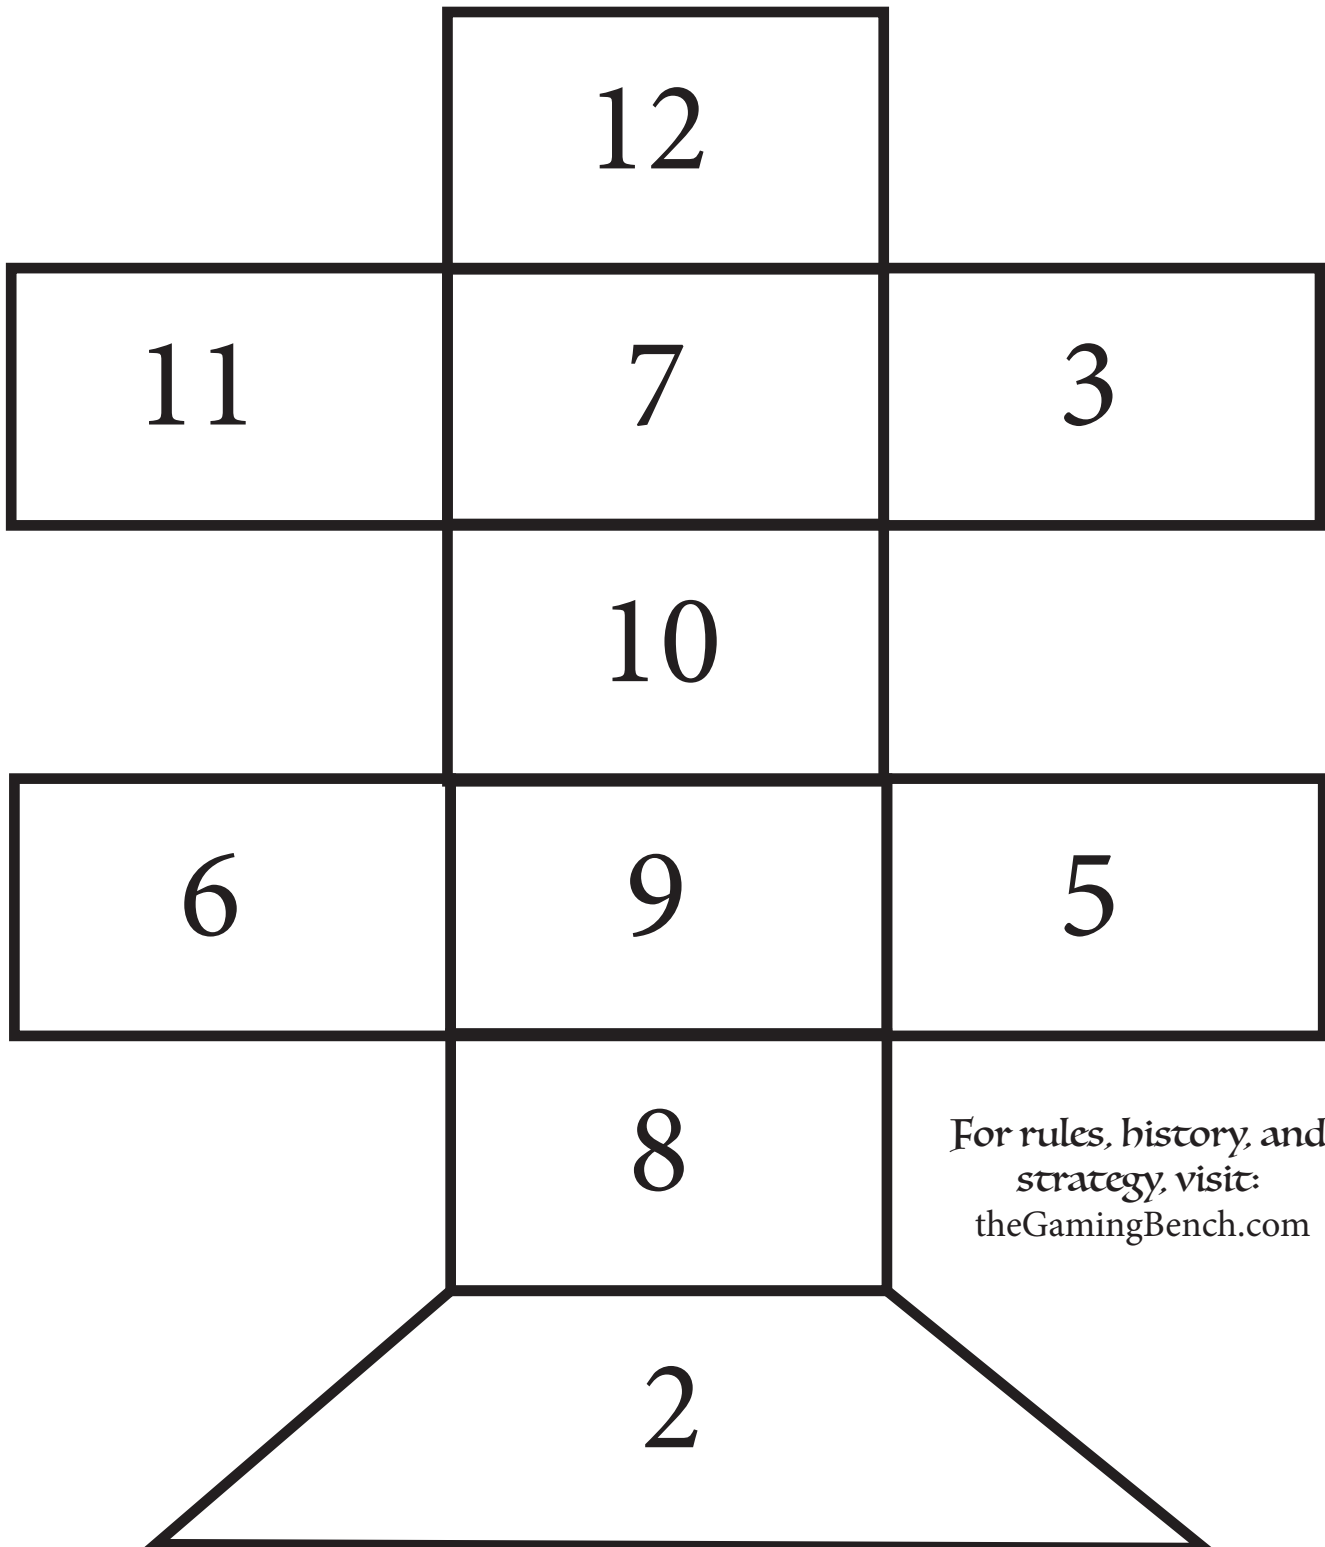 12
11 7 3
10
6 9 5
8
For rules, history, and
strategy, visit:
theGamingBench.com
2